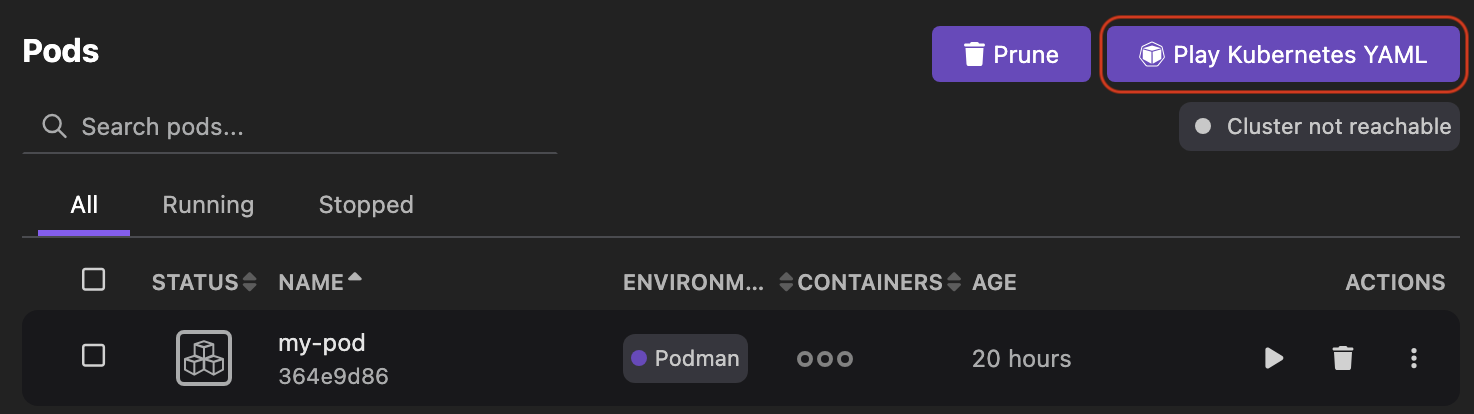 Pods
Prune
Play Kubernetes YAML
Search pods...
Cluster not reachable
All Running Stopped
STATUS NAME ENVIRONM... CONTAINERS AGE ACTIONS
my-pod
364e9d86
Podman
20 hours